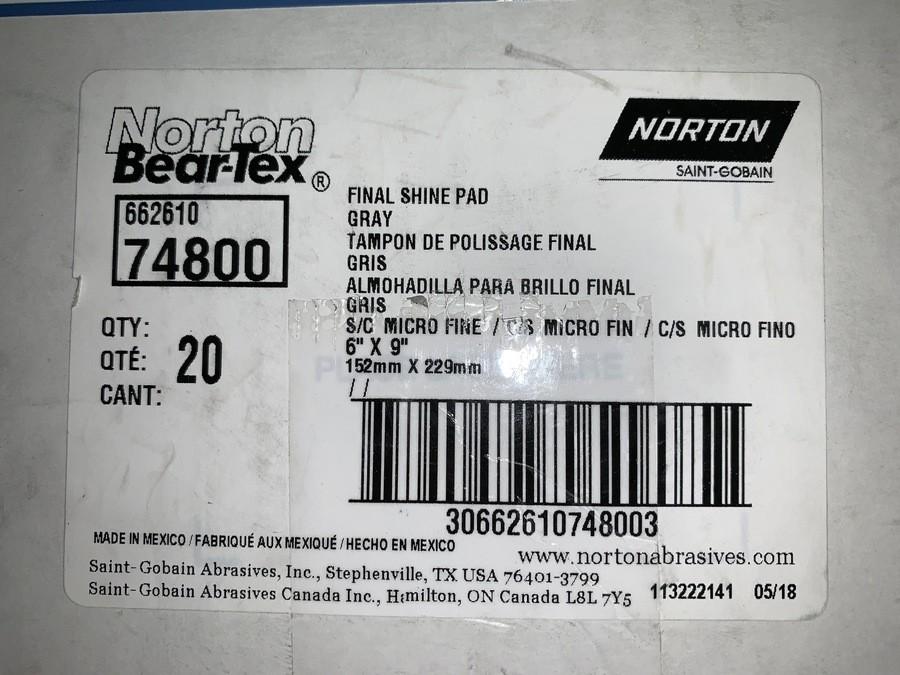 Norton
Bear-Tex®
662610
74800
NORTON
SAINT-GOBAIN
FINAL SHINE PAD
GRAY
TAMPON DE POLISSAGE FINAL
GRIS
ALMOHADILLA PARA BRILLO FINAL
GRIS
S/C MICRO FINE / C/S MICRO FIN / C/S MICRO FINO
6" X 9"
152mm X 229mm
//
QTY:
QTÉ:
CANT:
20
30662610748003
MADE IN MEXICO / FABRIQUÉ AUX MEXIQUÉ / HECHO EN MEXICO
www.nortonabrasives.com
Saint-Gobain Abrasives, Inc., Stephenville, TX USA 76401-3799
Saint-Gobain Abrasives Canada Inc., Hamilton, ON Canada L8L 7Y5
113222141 05/18